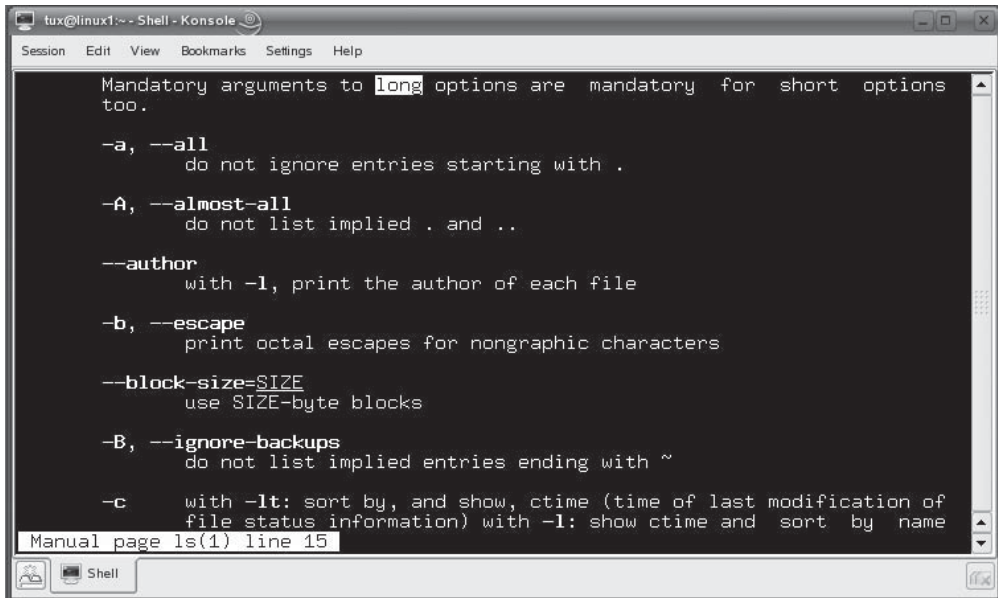 tux@linux1:~ - Shell - Konsole
Session Edit View Bookmarks Settings Help
Mandatory arguments to long options are mandatory for short options
too.
-a, --all
do not ignore entries starting with .
-A, --almost-all
do not list implied . and ..
--author
with -l, print the author of each file
-b, --escape
print octal escapes for nongraphic characters
--block-size=SIZE
use SIZE-byte blocks
-B, --ignore-backups
do not list implied entries ending with ~
-c with -lt: sort by, and show, ctime (time of last modification of
file status information) with -l: show ctime and sort by name
Manual page ls(1) line 15
Shell